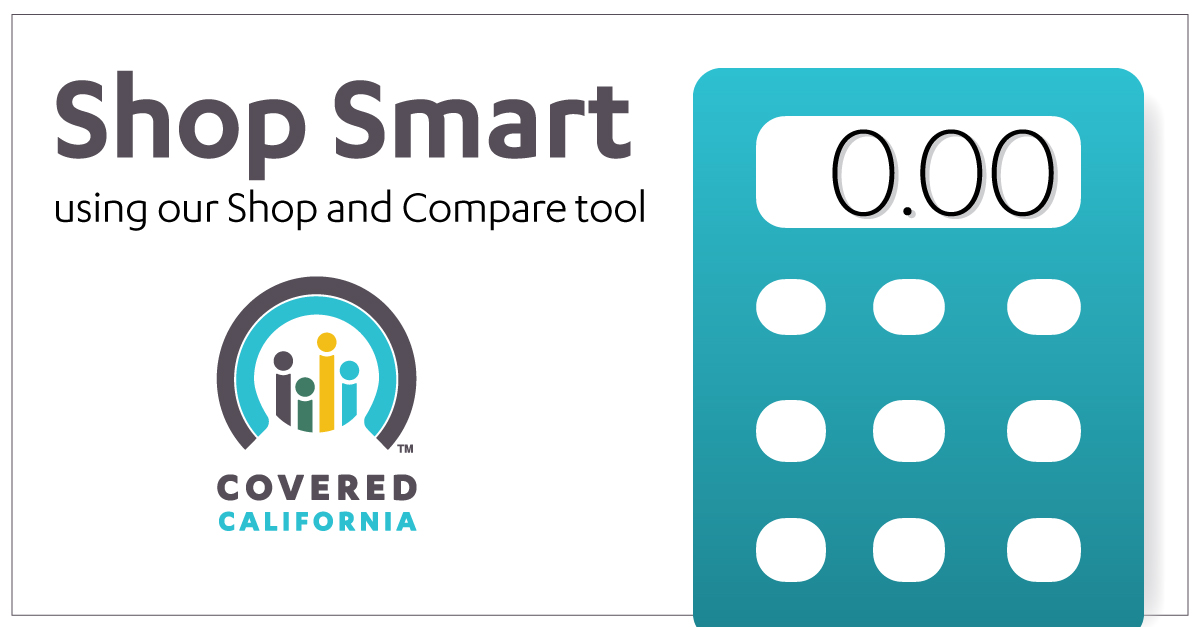 Shop Smart
using our Shop and Compare tool
0.00
TM
COVERED
CALIFORNIA